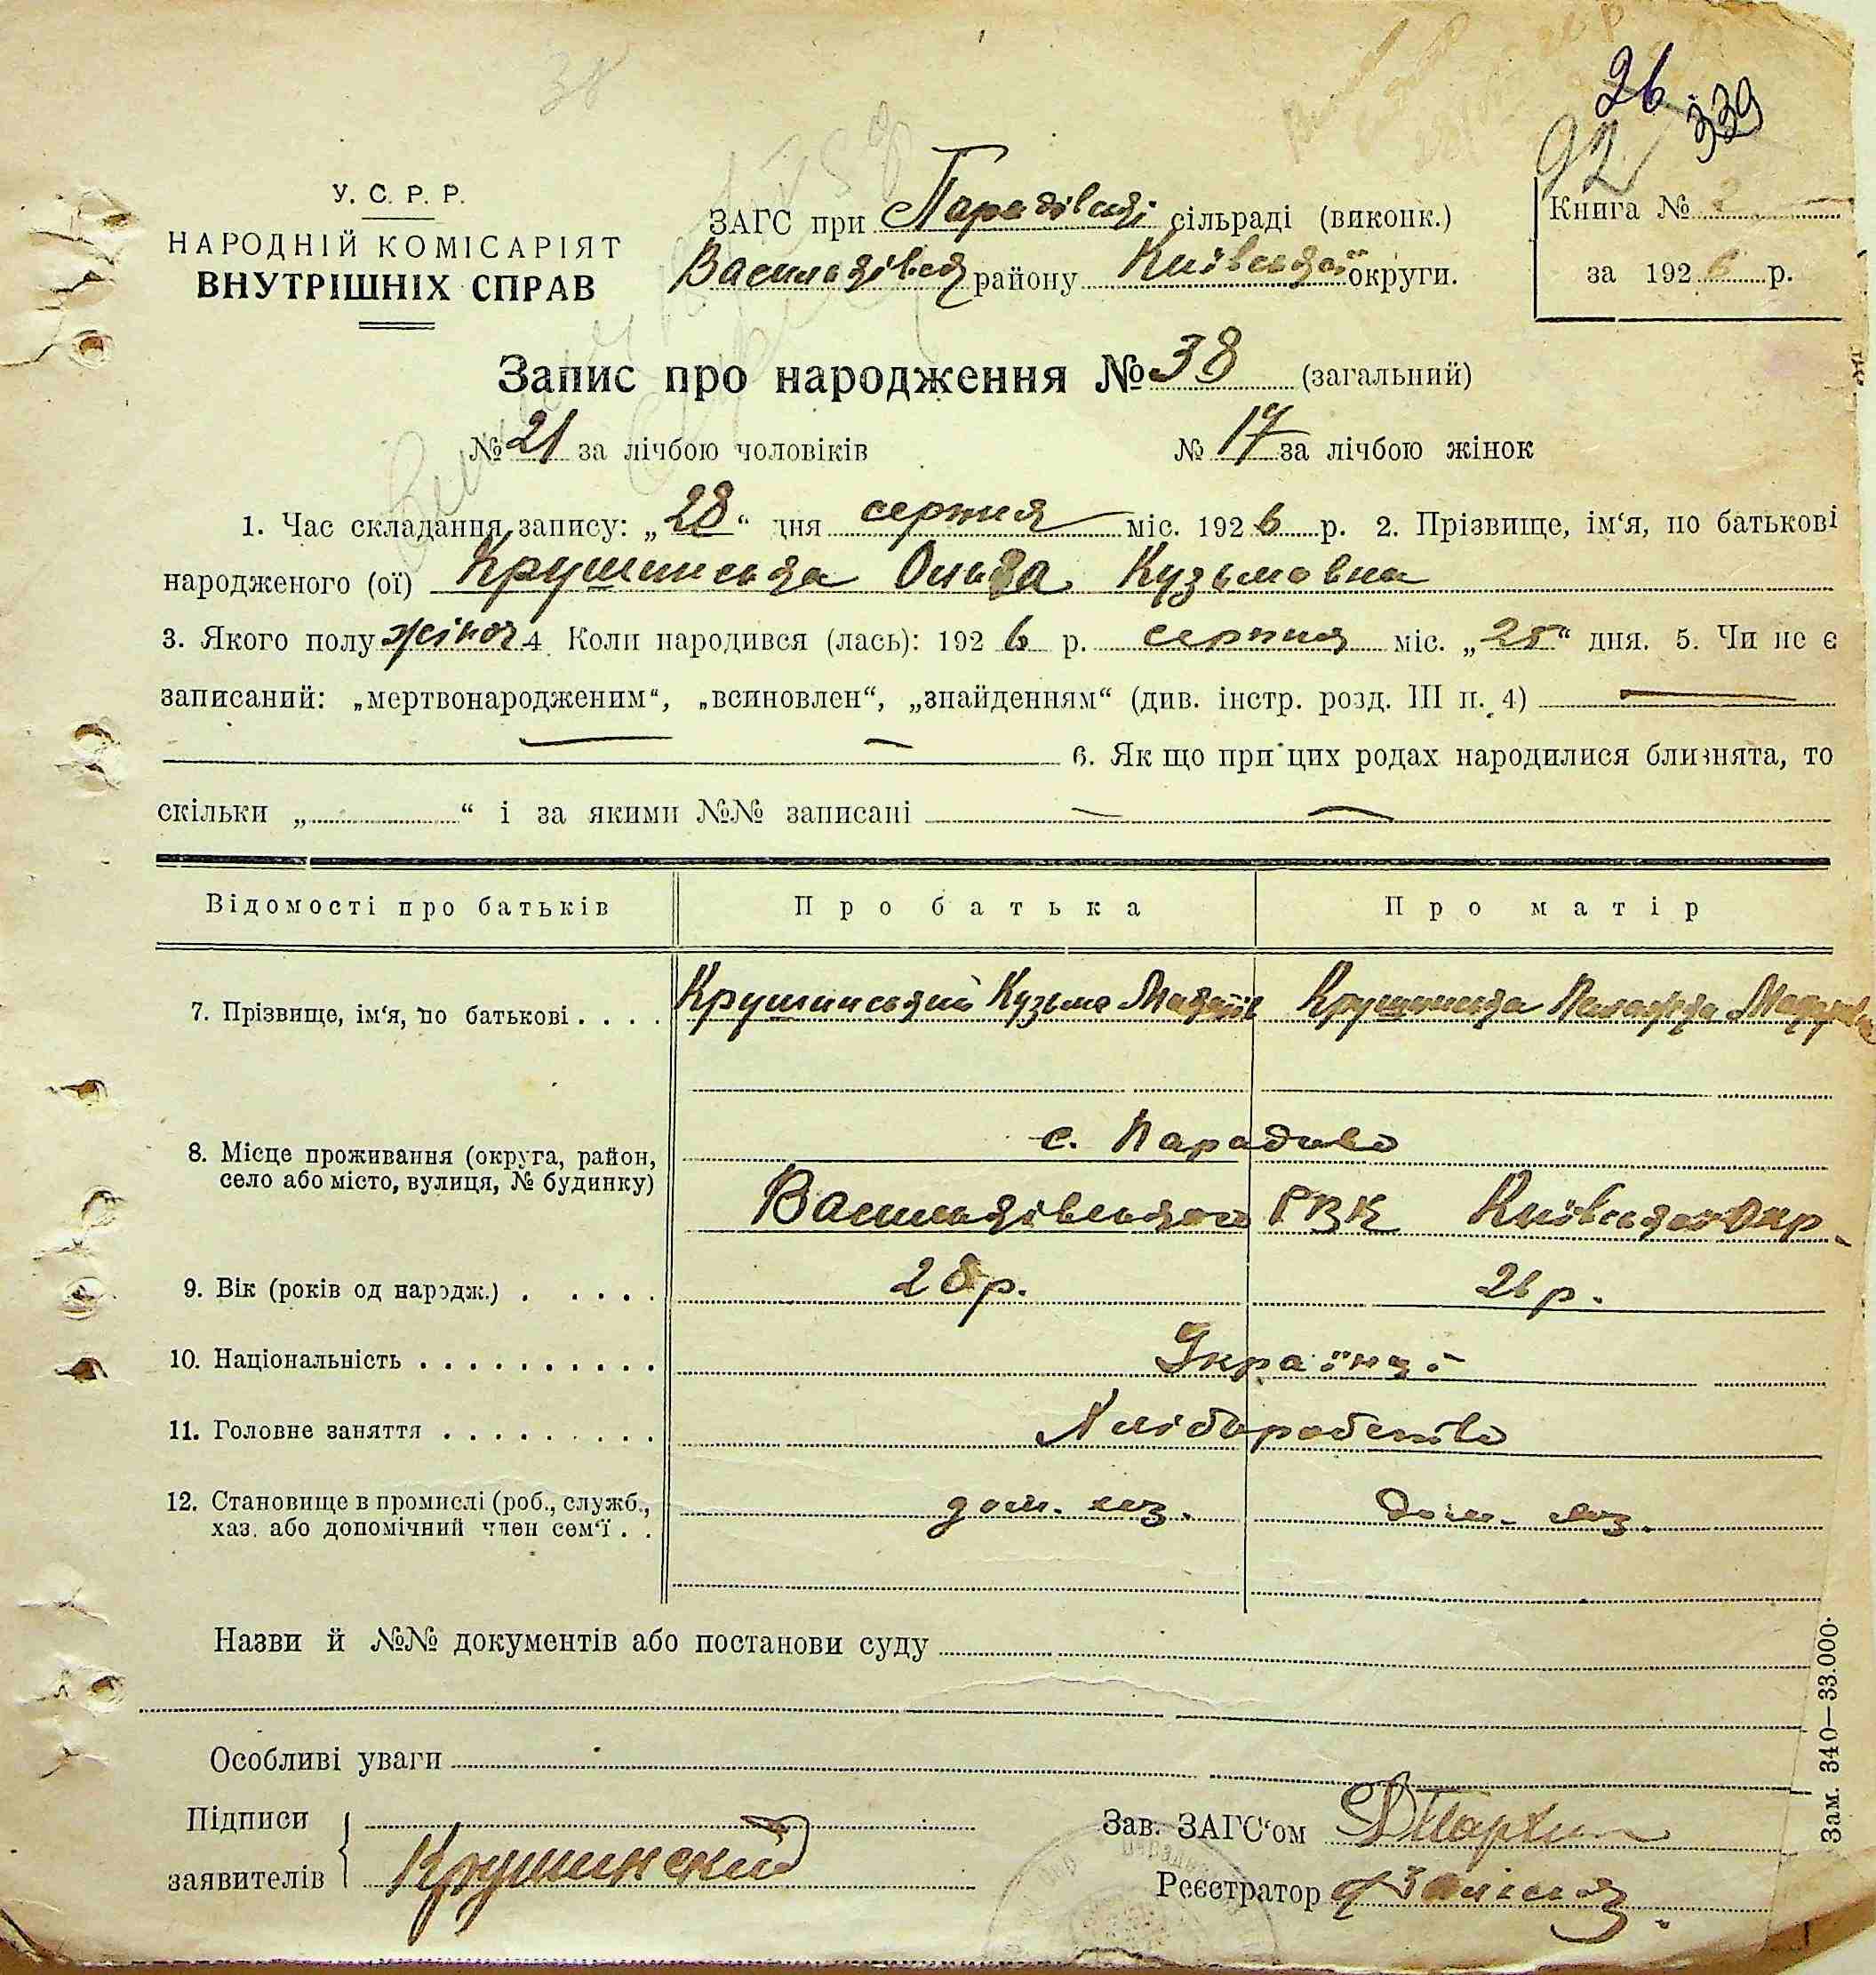 26
339
38
92
У. С. Р. Р.
НАРОДНІЙ КОМІСАРІЯТ
ВНУТРІШНІХ СПРАВ
ЗАГС при Парадівські сільраді (виконк.)
району Київської округи.
Книга № 2
за 1926 р.
Запис про народження № 38 (загальний)
№ 21 за лічбою чоловіків № 17 за лічбою жінок
1. Час складання запису: „28“ дня серпня міс. 1926 р. 2. Прізвище, ім‘я, по батькові
народженого (ої) Крушинська Ольга Кузьмовна
3. Якого полу жіноч 4 Коли народився (лась): 1926 р. серпня міс. „25“ дня. 5. Чи не є
записаний: „мертвонародженим“, „всиновлен“, „знайденням“ (див. інстр. розд. III п. 4) —
— — 6. Як що при цих родах народилися близнята, то
скільки „ “ і за якими №№ записані — —
Відомості про батьків Про батька Про матір
7. Прізвище, ім‘я, по батькові . . . . Крушинський Кузьма Крушинська
с. Парадово
8. Місце проживання (округа, район,
село або місто, вулиця, № будинку)
Васильківського РВК Київської Окр.
9. Вік (років од народж.) . . . . . 28 р. 26 р.
10. Національність . . . . . . . . . . Українці
11. Головне заняття . . . . . . . . . Хліборобство
12. Становище в промислі (роб., служб., дом. хоз. дом. хоз.
хаз. або допомічний член сем‘ї . .
Назви й №№ документів або постанови суду
Особливі уваги
Підписи
заявителів Крушинский
Зав. ЗАГС‘ом
Реєстратор
Зам. 340—33.000.